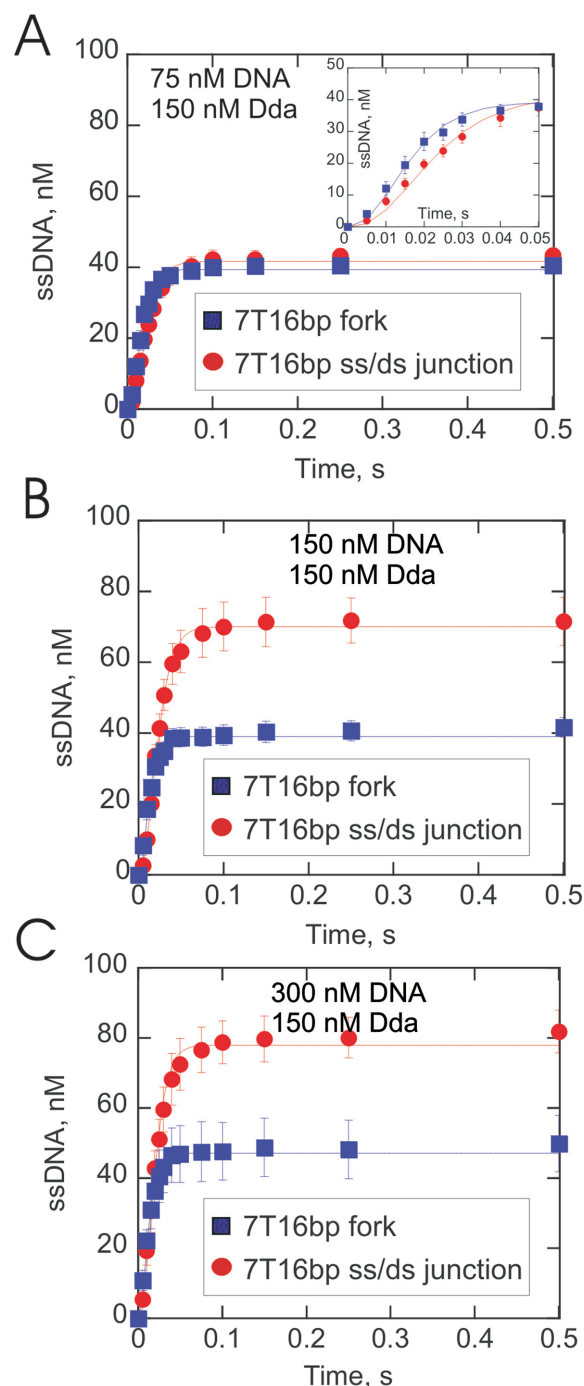 A
75 nM DNA
150 nM Dda
ssDNA, nM
100
80
60
40
20
0
0
0.1
0.2
0.3
0.4
0.5
Time, s
ssDNA, nM
50
40
30
20
10
0
0
0.01
0.02
0.03
0.04
0.05
Time, s
7T16bp fork
7T16bp ss/ds junction
B
150 nM DNA
150 nM Dda
ssDNA, nM
100
80
60
40
20
0
0
0.1
0.2
0.3
0.4
0.5
Time, s
7T16bp fork
7T16bp ss/ds junction
C
300 nM DNA
150 nM Dda
ssDNA, nM
100
80
60
40
20
0
0
0.1
0.2
0.3
0.4
0.5
Time, s
7T16bp fork
7T16bp ss/ds junction